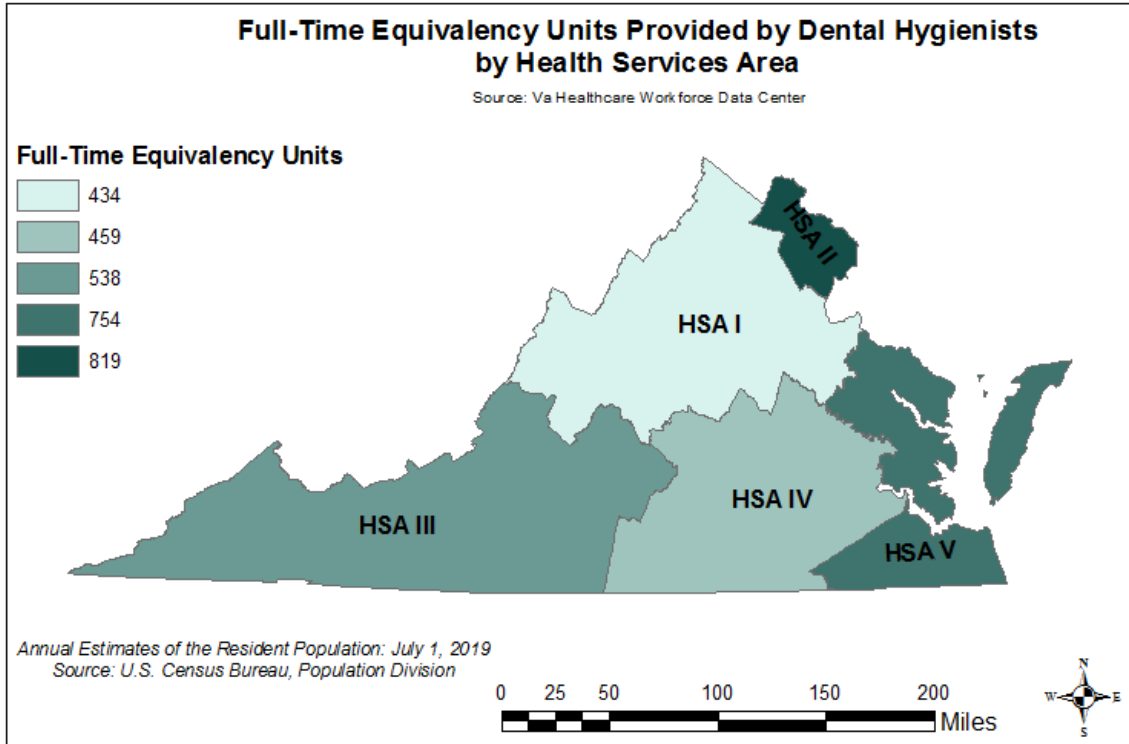 Full-Time Equivalency Units Provided by Dental Hygienists
by Health Services Area
Source: Va Healthcare Workforce Data Center
Full-Time Equivalency Units
434
459
538
754
819
HSA II
HSA I
HSA IV
HSA III
HSA V
Annual Estimates of the Resident Population: July 1, 2019
Source: U.S. Census Bureau, Population Division
0 25 50 100 150 200
Miles
N
W E
S